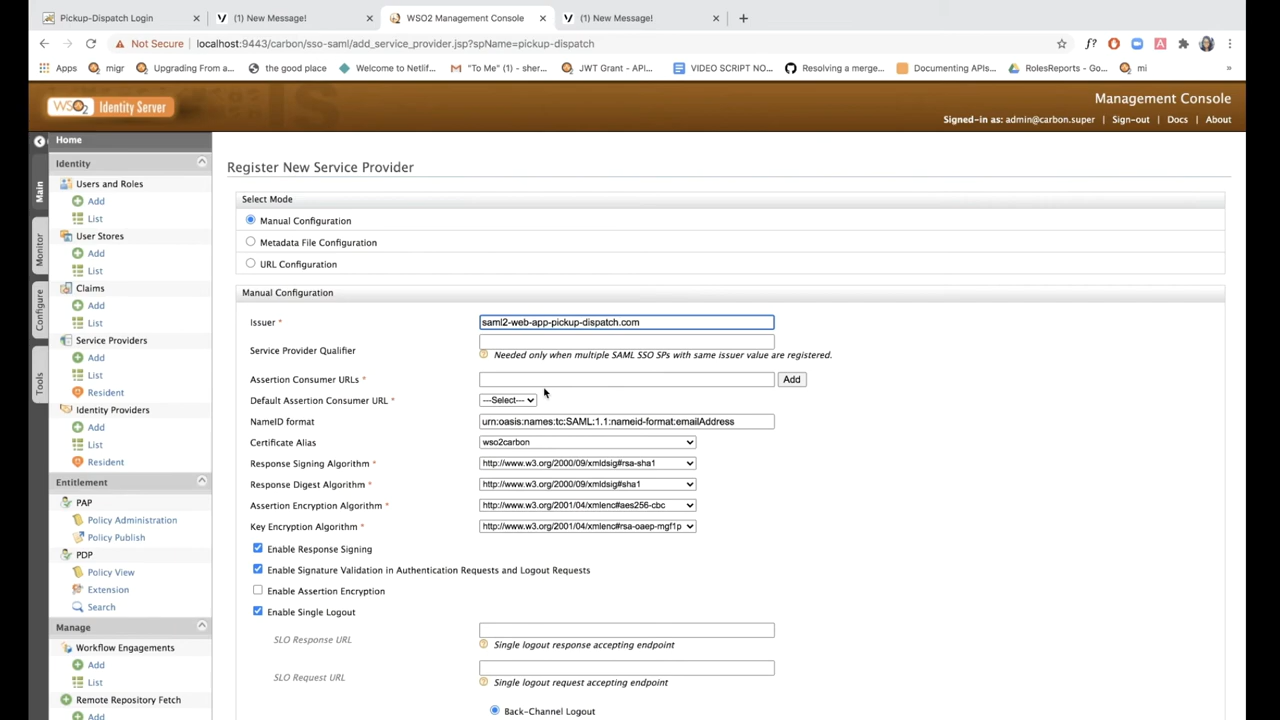 Pickup-Dispatch Login
(1) New Message!
WSO2 Management Console
(1) New Message!
Not Secure
localhost:9443/carbon/sso-saml/add_service_provider.jsp?spName=pickup-dispatch
Apps
migr
Upgrading From a...
the good place
Welcome to Netlif...
"To Me" (1) - sher...
JWT Grant - API...
VIDEO SCRIPT NO...
Resolving a merge...
Documenting APIs...
RolesReports - Go...
mi
WSO2 Identity Server
Management Console
Signed-in as: admin@carbon.super | Sign-out | Docs | About
Main
Monitor
Configure
Tools
Home
Identity
Users and Roles
Add
List
User Stores
Add
List
Claims
Add
List
Service Providers
Add
List
Resident
Identity Providers
Add
List
Resident
Entitlement
PAP
Policy Administration
Policy Publish
PDP
Policy View
Extension
Search
Manage
Workflow Engagements
Add
List
Remote Repository Fetch
Add
Register New Service Provider
Select Mode
Manual Configuration
Metadata File Configuration
URL Configuration
Manual Configuration
Issuer * saml2-web-app-pickup-dispatch.com
Service Provider Qualifier
Needed only when multiple SAML SSO SPs with same issuer value are registered.
Assertion Consumer URLs * Add
Default Assertion Consumer URL * ---Select---
NameID format urn:oasis:names:tc:SAML:1.1:nameid-format:emailAddress
Certificate Alias wso2carbon
Response Signing Algorithm * http://www.w3.org/2000/09/xmldsig#rsa-sha1
Response Digest Algorithm * http://www.w3.org/2000/09/xmldsig#sha1
Assertion Encryption Algorithm * http://www.w3.org/2001/04/xmlenc#aes256-cbc
Key Encryption Algorithm * http://www.w3.org/2001/04/xmlenc#rsa-oaep-mgf1p
Enable Response Signing
Enable Signature Validation in Authentication Requests and Logout Requests
Enable Assertion Encryption
Enable Single Logout
SLO Response URL
Single logout response accepting endpoint
SLO Request URL
Single logout request accepting endpoint
Back-Channel Logout